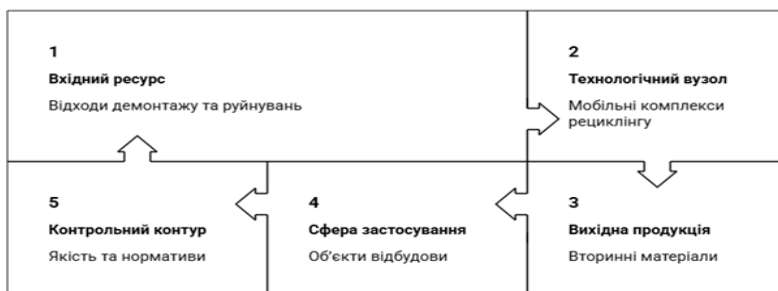 1
Вхідний ресурс
Відходи демонтажу та руйнувань
2
Технологічний вузол
Мобільні комплекси
рециклінгу
3
Вихідна продукція
Вторинні матеріали
4
Сфера застосування
Об'єкти відбудови
5
Контрольний контур
Якість та нормативи